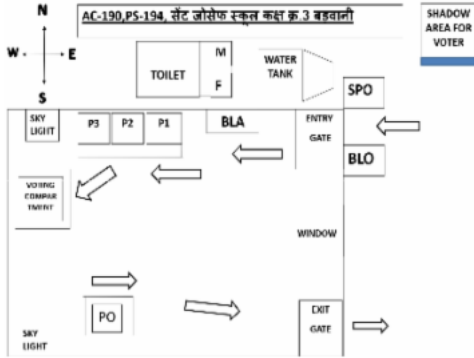 N
AC-190,PS-194, सेंट जोसेफ स्कूल कक्ष क्र.3 बड़वानी
SHADOW
AREA FOR
VOTER
W
E
S
TOILET
M
F
WATER
TANK
SPO
SKY
LIGHT
P3
P2
P1
BLA
ENTRY
GATE
BLO
VOTING
COMPAR
TMENT
WINDOW
PO
EXIT
GATE
SKY
LIGHT